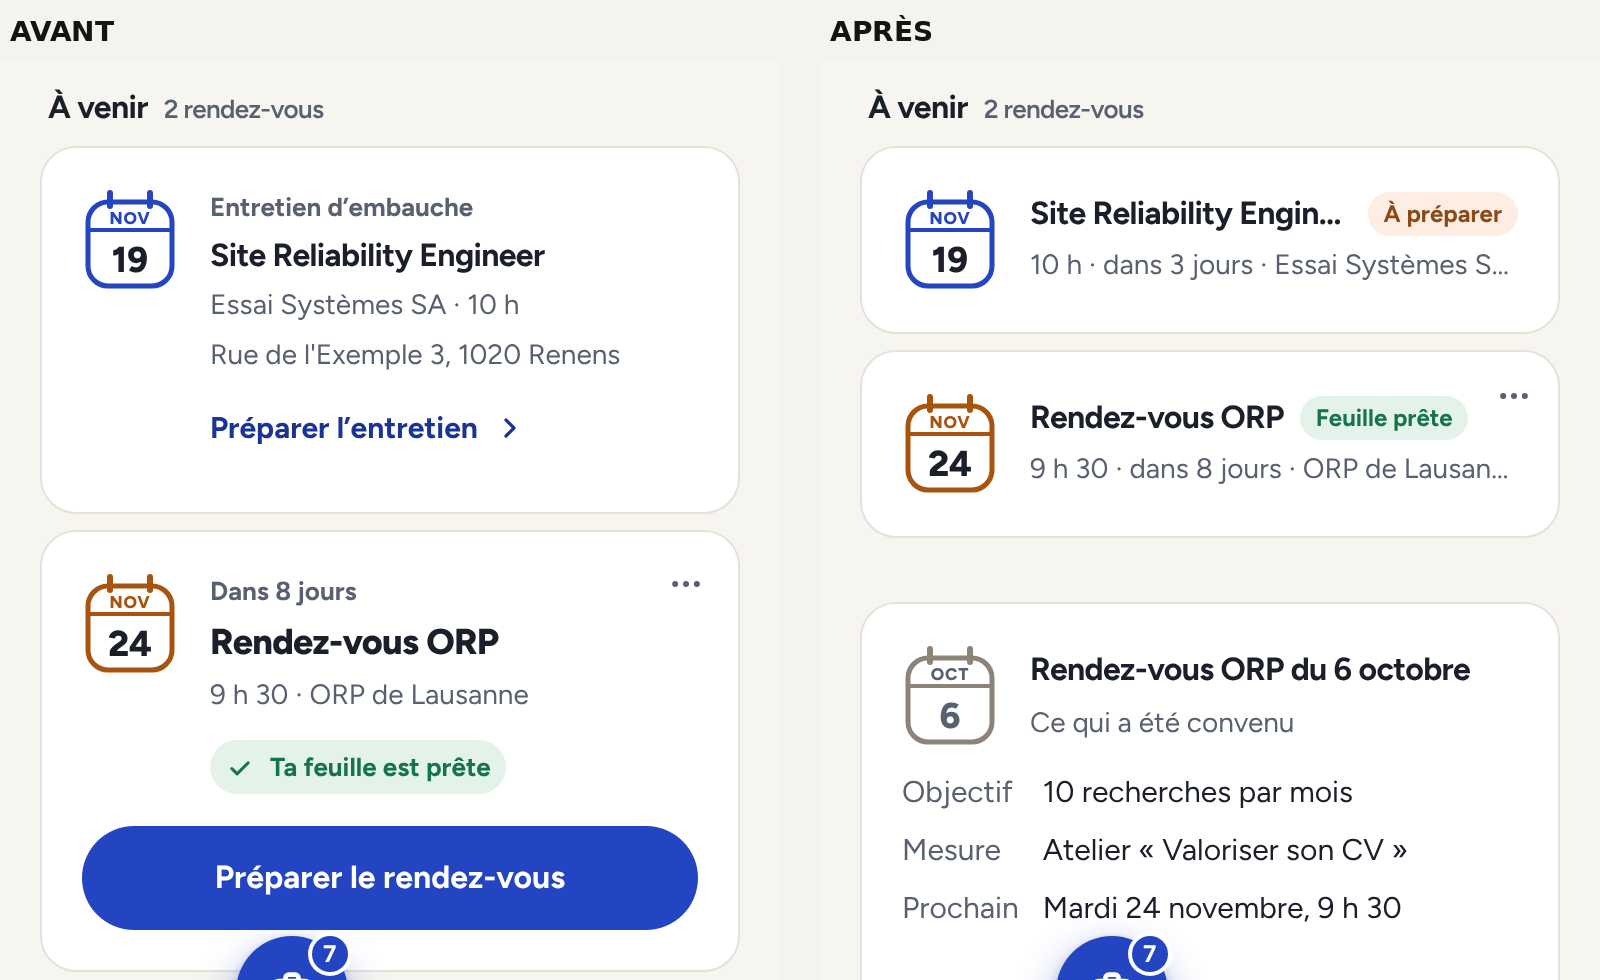 AVANT
À venir 2 rendez-vous
NOV
19
Entretien d’embauche
Site Reliability Engineer
Essai Systèmes SA · 10 h
Rue de l'Exemple 3, 1020 Renens
Préparer l’entretien
NOV
24
Dans 8 jours
Rendez-vous ORP
9 h 30 · ORP de Lausanne
Ta feuille est prête
Préparer le rendez-vous
7
APRÈS
À venir 2 rendez-vous
NOV
19
Site Reliability Engin... À préparer
10 h · dans 3 jours · Essai Systèmes S...
NOV
24
Rendez-vous ORP Feuille prête
9 h 30 · dans 8 jours · ORP de Lausan...
OCT
6
Rendez-vous ORP du 6 octobre
Ce qui a été convenu
Objectif 10 recherches par mois
Mesure Atelier « Valoriser son CV »
Prochain Mardi 24 novembre, 9 h 30
7